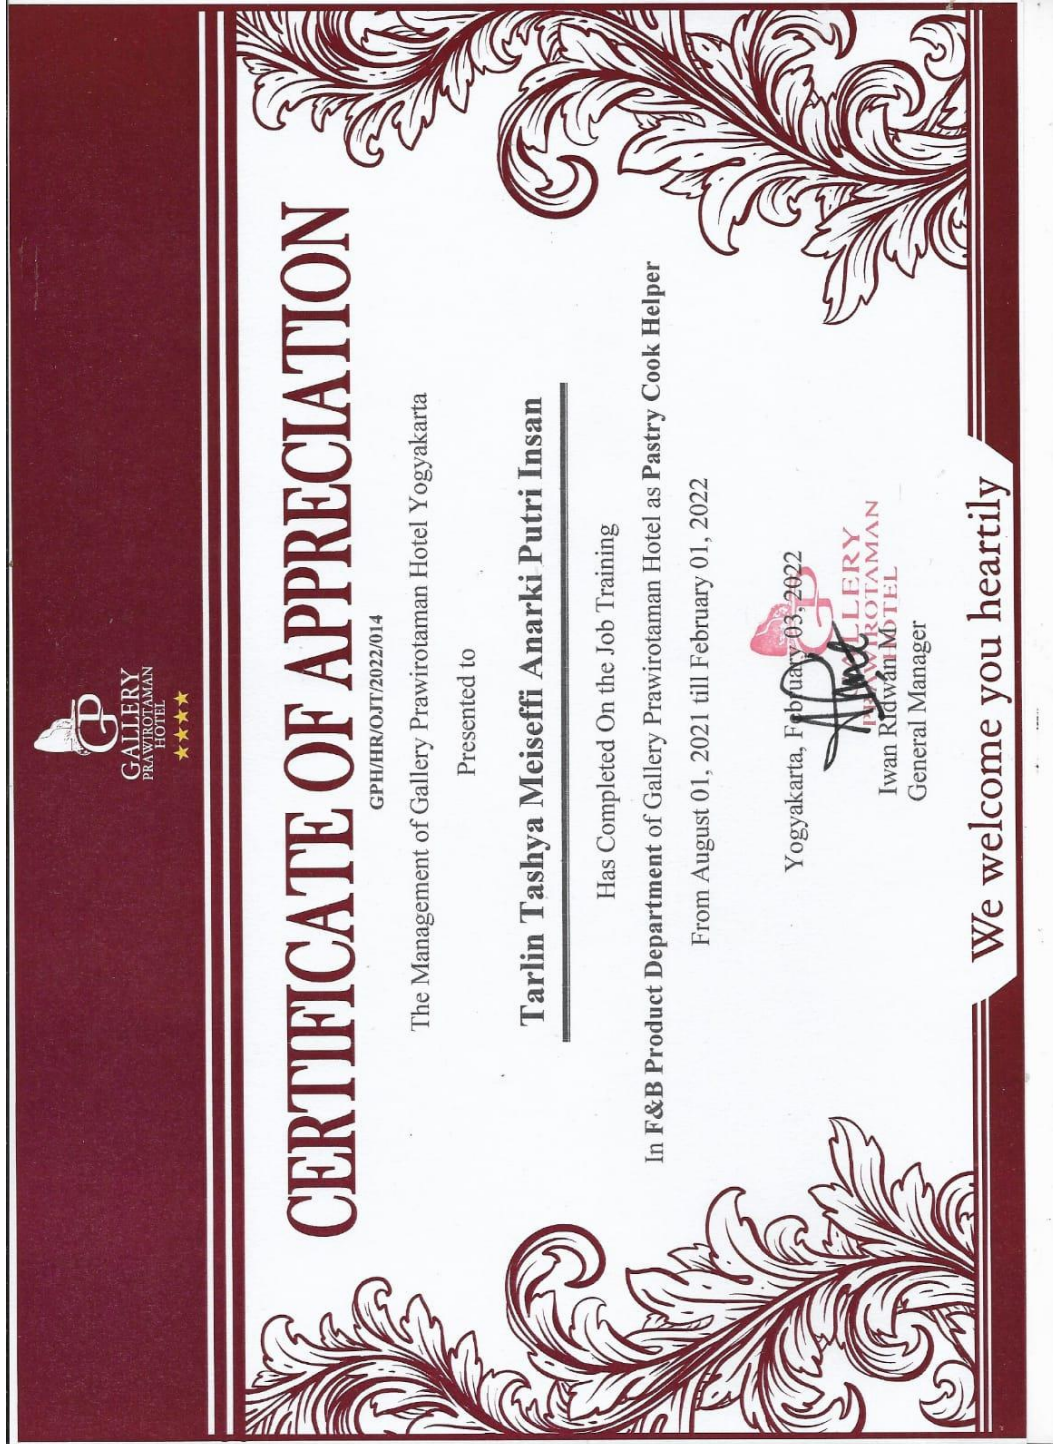 GALLERY
PRAWIROTAMAN
HOTEL
CERTIFICATE OF APPRECIATION
GPH/HR/OJT/2022/014
The Management of Gallery Prawirotaman Hotel Yogyakarta
Presented to
Tarlin Tashya Meiseffi Anarki Putri Insan
Has Completed On the Job Training
In F&B Product Department of Gallery Prawirotaman Hotel as Pastry Cook Helper
From August 01, 2021 till February 01, 2022
Yogyakarta, February 03, 2022
GALLERY
PRAWIROTAMAN
HOTEL
Iwan Ridwan M
General Manager
We welcome you heartily